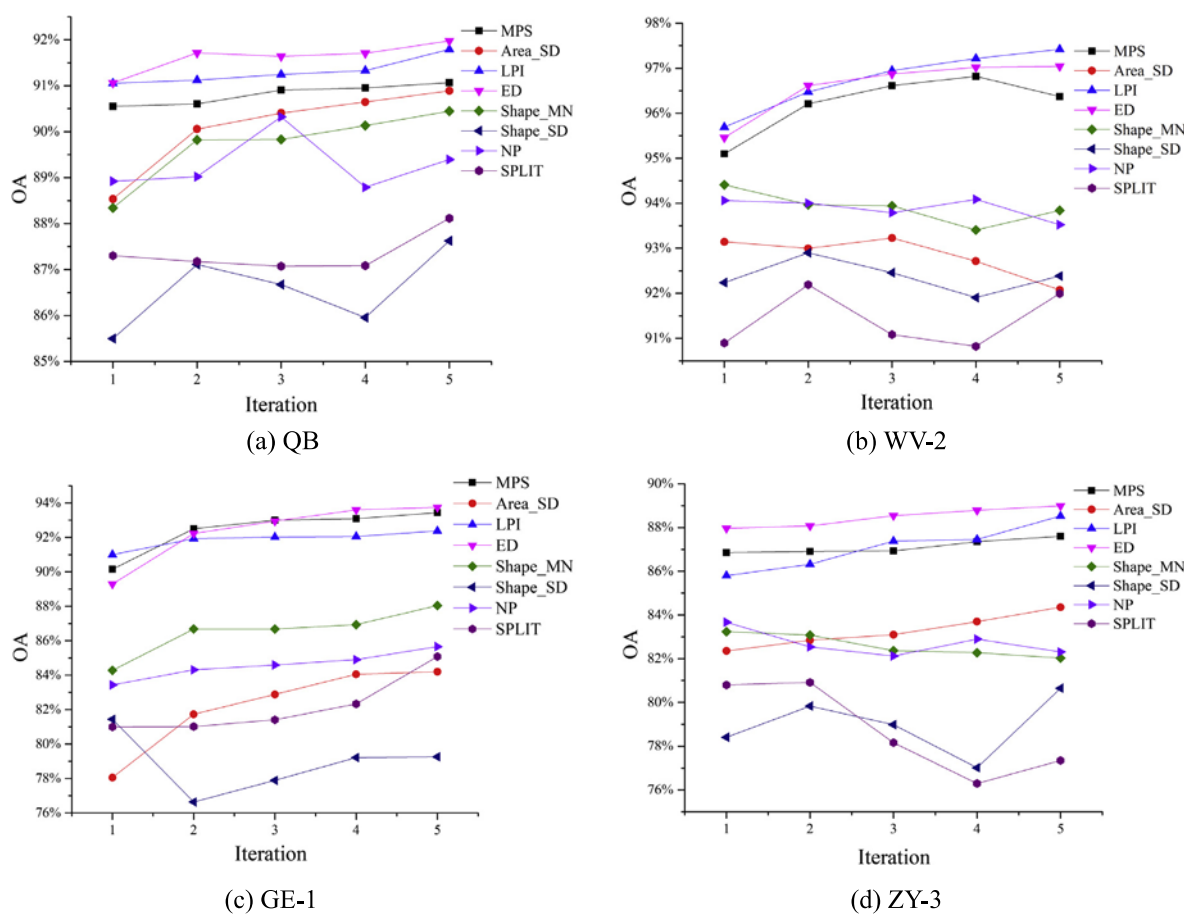 92%
91%
90%
89%
88%
87%
86%
85%
OA
1 2 3 4 5
Iteration
MPS
Area_SD
LPI
ED
Shape_MN
Shape_SD
NP
SPLIT
(a) QB
98%
97%
96%
95%
94%
93%
92%
91%
OA
1 2 3 4 5
Iteration
MPS
Area_SD
LPI
ED
Shape_MN
Shape_SD
NP
SPLIT
(b) WV-2
94%
92%
90%
88%
86%
84%
82%
80%
78%
76%
OA
1 2 3 4 5
Iteration
MPS
Area_SD
LPI
ED
Shape_MN
Shape_SD
NP
SPLIT
(c) GE-1
90%
88%
86%
84%
82%
80%
78%
76%
OA
1 2 3 4 5
Iteration
MPS
Area_SD
LPI
ED
Shape_MN
Shape_SD
NP
SPLIT
(d) ZY-3